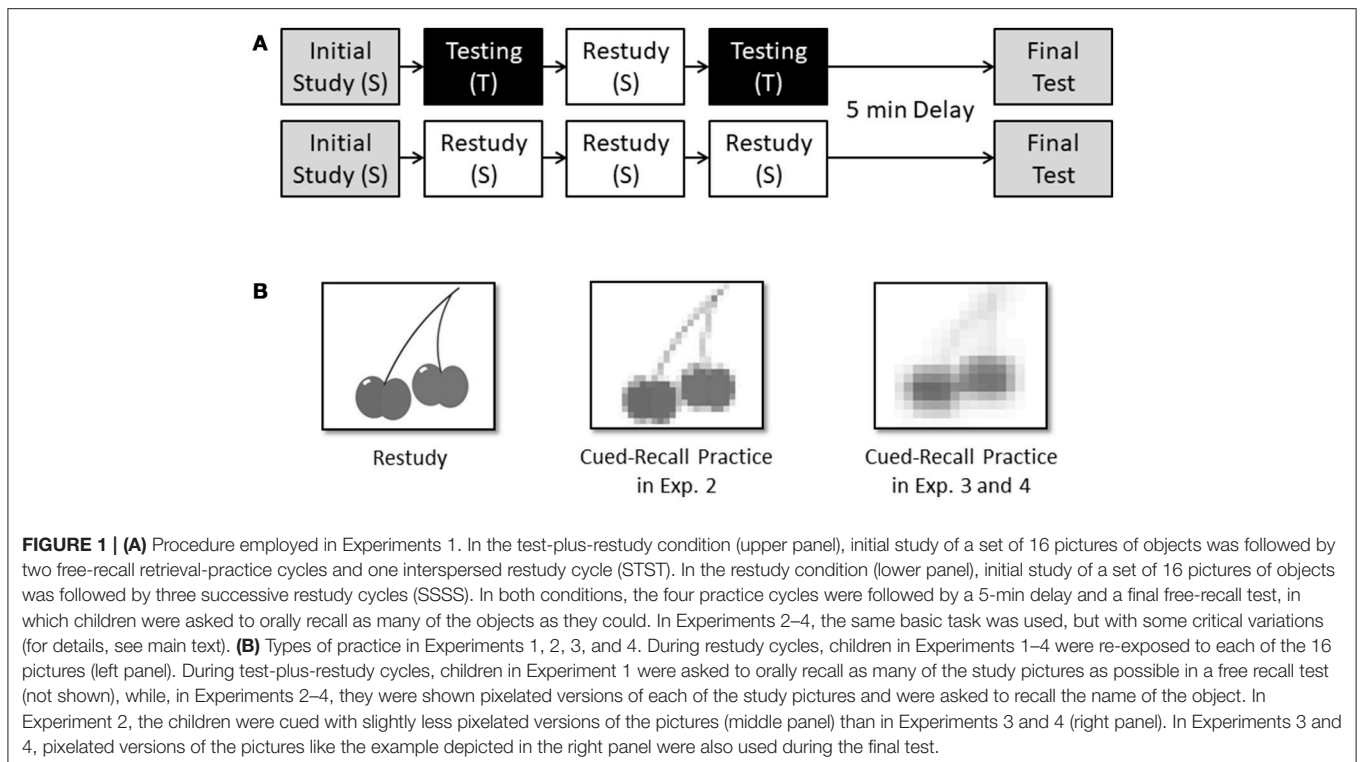 A
Initial
Study (S)
Testing
(T)
Restudy
(S)
Testing
(T)
5 min Delay
Final
Test
Initial
Study (S)
Restudy
(S)
Restudy
(S)
Restudy
(S)
Final
Test
B
Restudy
Cued-Recall Practice
in Exp. 2
Cued-Recall Practice
in Exp. 3 and 4
FIGURE 1 | (A) Procedure employed in Experiments 1. In the test-plus-restudy condition (upper panel), initial study of a set of 16 pictures of objects was followed by
two free-recall retrieval-practice cycles and one interspersed restudy cycle (STST). In the restudy condition (lower panel), initial study of a set of 16 pictures of objects
was followed by three successive restudy cycles (SSSS). In both conditions, the four practice cycles were followed by a 5-min delay and a final free-recall test, in
which children were asked to orally recall as many of the objects as they could. In Experiments 2–4, the same basic task was used, but with some critical variations
(for details, see main text). (B) Types of practice in Experiments 1, 2, 3, and 4. During restudy cycles, children in Experiments 1–4 were re-exposed to each of the 16
pictures (left panel). During test-plus-restudy cycles, children in Experiment 1 were asked to orally recall as many of the study pictures as possible in a free recall test
(not shown), while, in Experiments 2–4, they were shown pixelated versions of each of the study pictures and were asked to recall the name of the object. In
Experiment 2, the children were cued with slightly less pixelated versions of the pictures (middle panel) than in Experiments 3 and 4 (right panel). In Experiments 3 and
4, pixelated versions of the pictures like the example depicted in the right panel were also used during the final test.